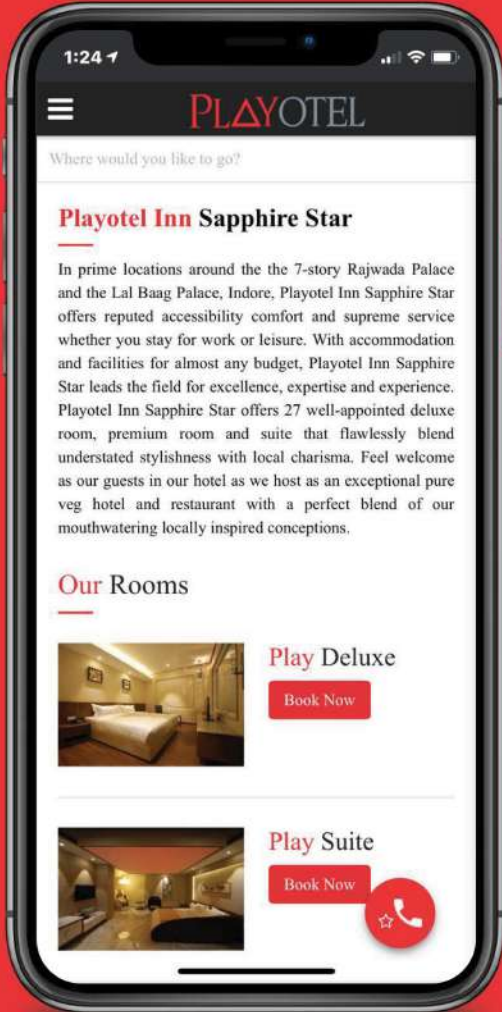 1:24
PLAYOTEL
Where would you like to go?
Playotel Inn Sapphire Star
In prime locations around the the 7-story Rajwada Palace
and the Lal Baag Palace, Indore, Playotel Inn Sapphire Star
offers reputed accessibility comfort and supreme service
whether you stay for work or leisure. With accommodation
and facilities for almost any budget, Playotel Inn Sapphire
Star leads the field for excellence, expertise and experience.
Playotel Inn Sapphire Star offers 27 well-appointed deluxe
room, premium room and suite that flawlessly blend
understated stylishness with local charisma. Feel welcome
as our guests in our hotel as we host as an exceptional pure
veg hotel and restaurant with a perfect blend of our
mouthwatering locally inspired conceptions.
Our Rooms
Play Deluxe
Book Now
Play Suite
Book Now